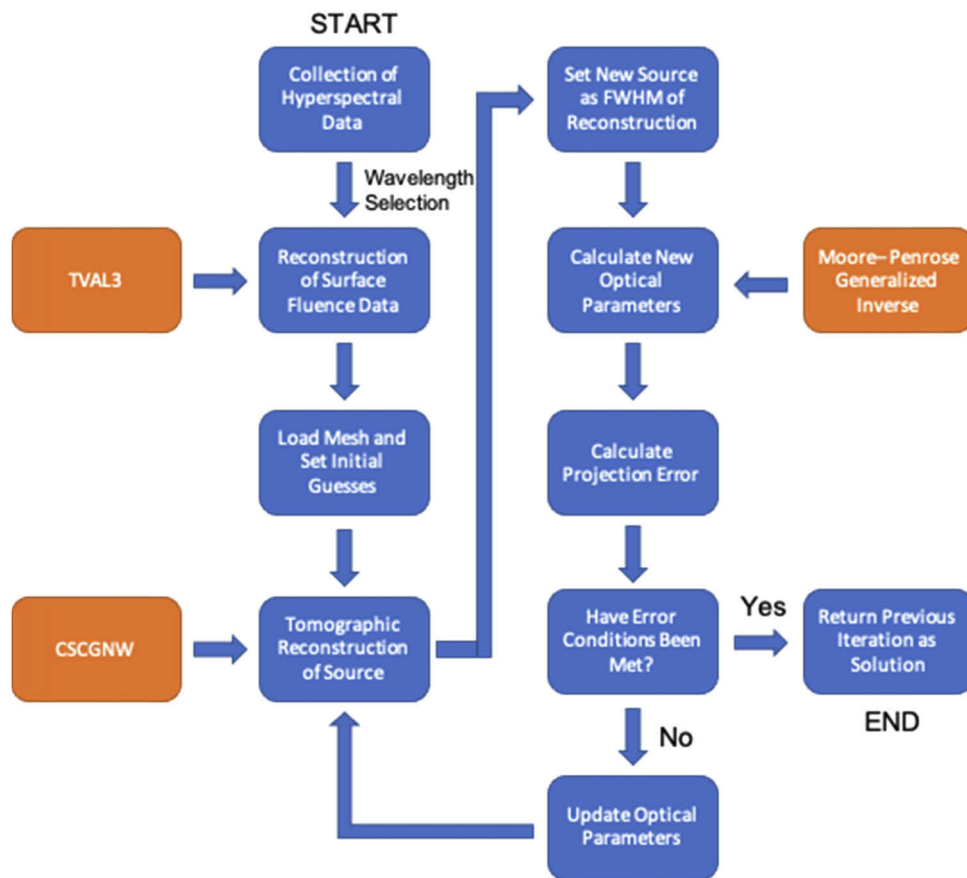 START
Collection of
Hyperspectral
Data
Wavelength
Selection
TVAL3
Reconstruction
of Surface
Fluence Data
Load Mesh and
Set Initial
Guesses
CSCGNW
Tomographic
Reconstruction
of Source
Set New Source
as FWHM of
Reconstruction
Calculate New
Optical
Parameters
Moore–Penrose
Generalized
Inverse
Calculate
Projection Error
Have Error
Conditions Been
Met?
Yes
Return Previous
Iteration as
Solution
END
No
Update Optical
Parameters